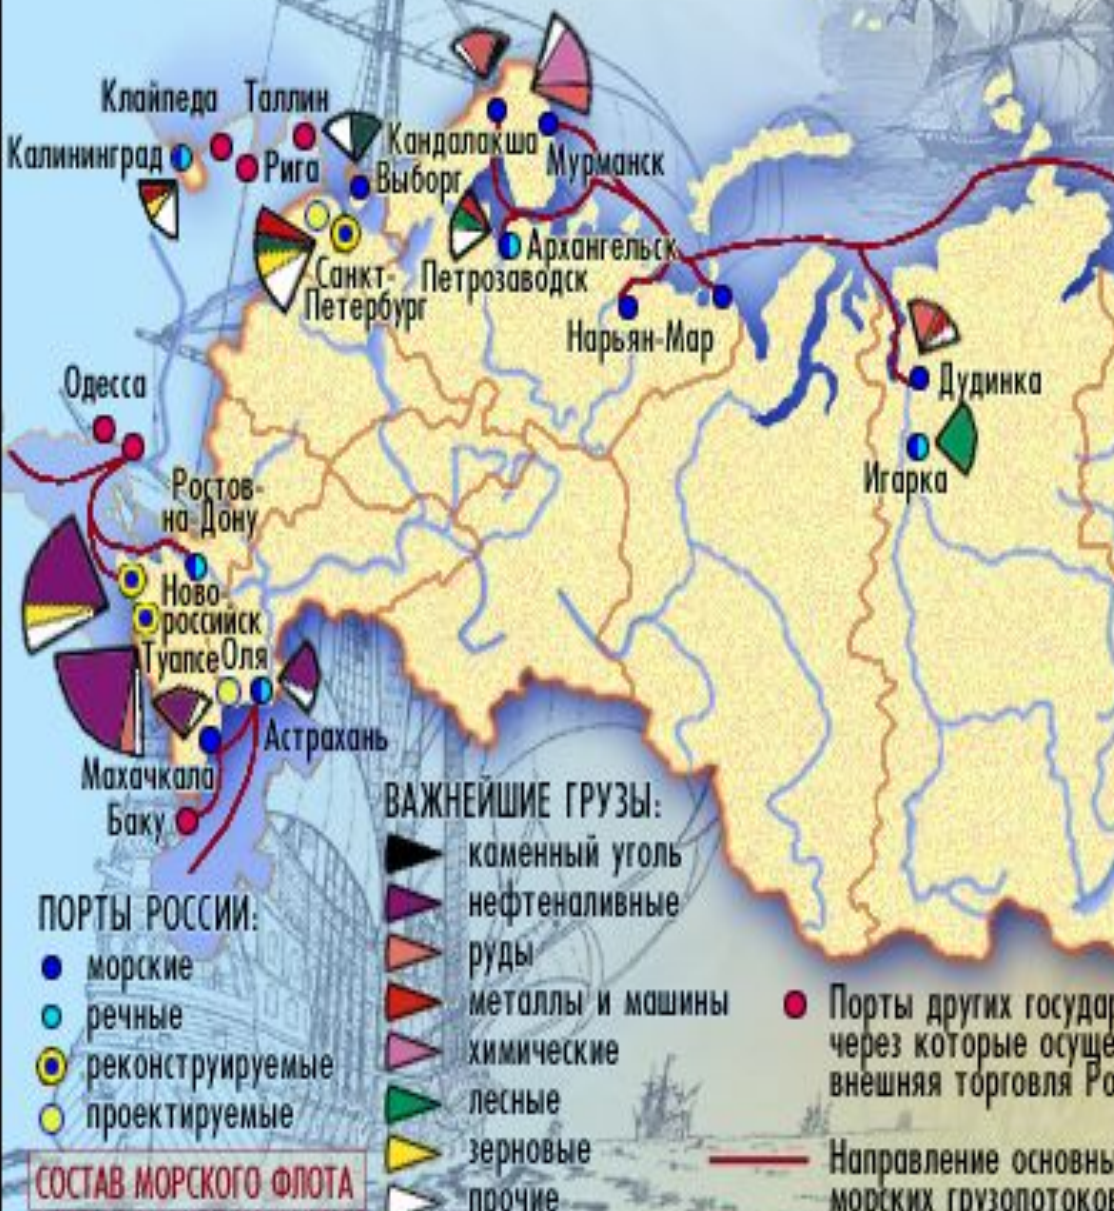 Клайпеда Таллин
Калининград
Рига
Кандалакша
Мурманск
Выборг
Архангельск
Санкт-
Петербург
Петрозаводск
Нарьян-Мар
Одесса
Дудинка
Игарка
Ростов-
на-Дону
Ново-
российск
Туапсе Оля
Астрахань
Махачкала
Баку
ВАЖНЕЙШИЕ ГРУЗЫ:
каменный уголь
нефтеналивные
руды
металлы и машины
химические
лесные
зерновые
прочие
ПОРТЫ РОССИИ:
морские
речные
реконструируемые
проектируемые
СОСТАВ МОРСКОГО ФЛОТА
Порты других государ
через которые осуще
внешняя торговля Ро
Направление основны
морских грузопотоков